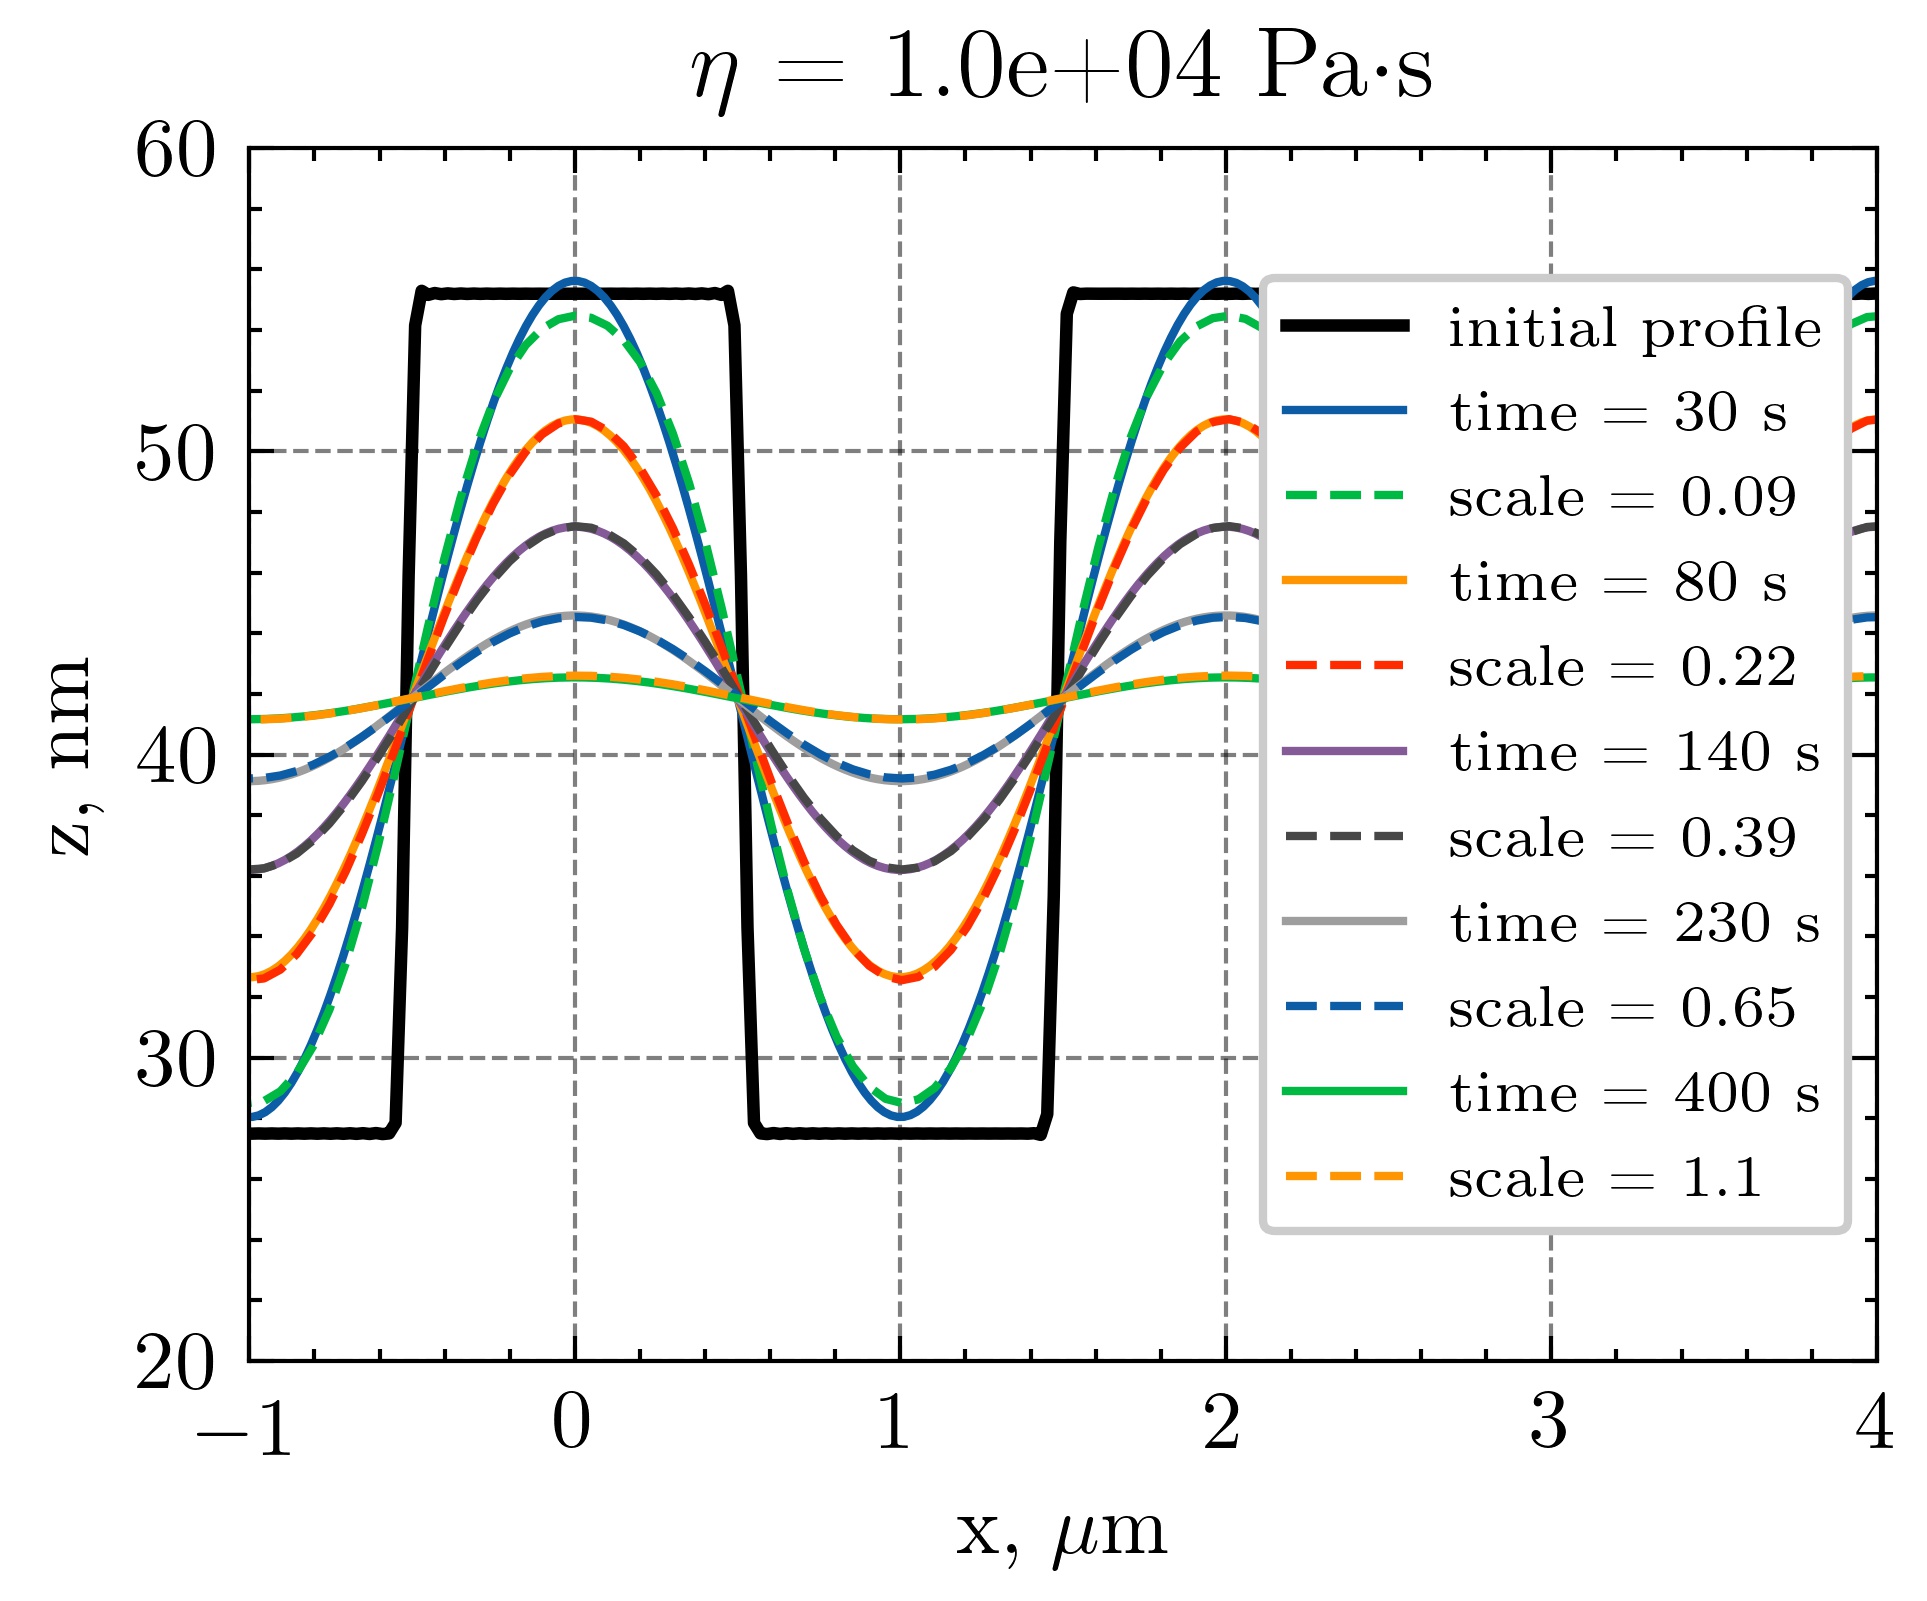 η = 1.0e+04 Pa·s
60
50
40
30
20
z, nm
initial profile
time = 30 s
scale = 0.09
time = 80 s
scale = 0.22
time = 140 s
scale = 0.39
time = 230 s
scale = 0.65
time = 400 s
scale = 1.1
−1 0 1 2 3 4
x, μm